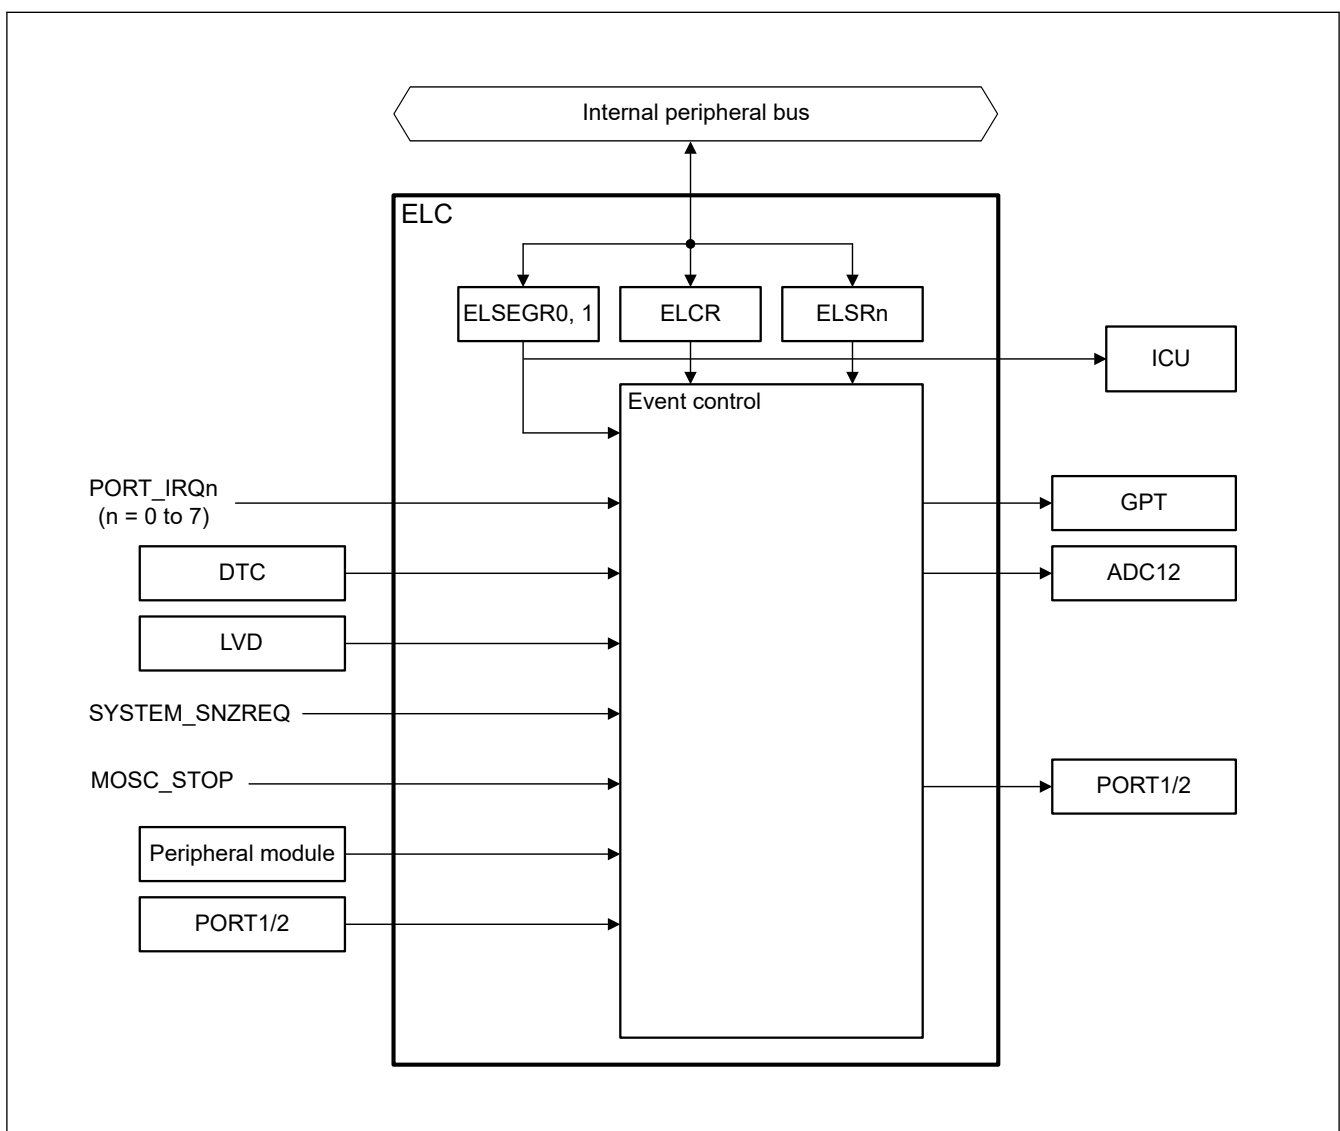 Internal peripheral bus
ELC
ELSEGR0, 1
ELCR
ELSRn
ICU
Event control
PORT_IRQn
(n = 0 to 7)
GPT
DTC
ADC12
LVD
SYSTEM_SNZREQ
MOSC_STOP
PORT1/2
Peripheral module
PORT1/2